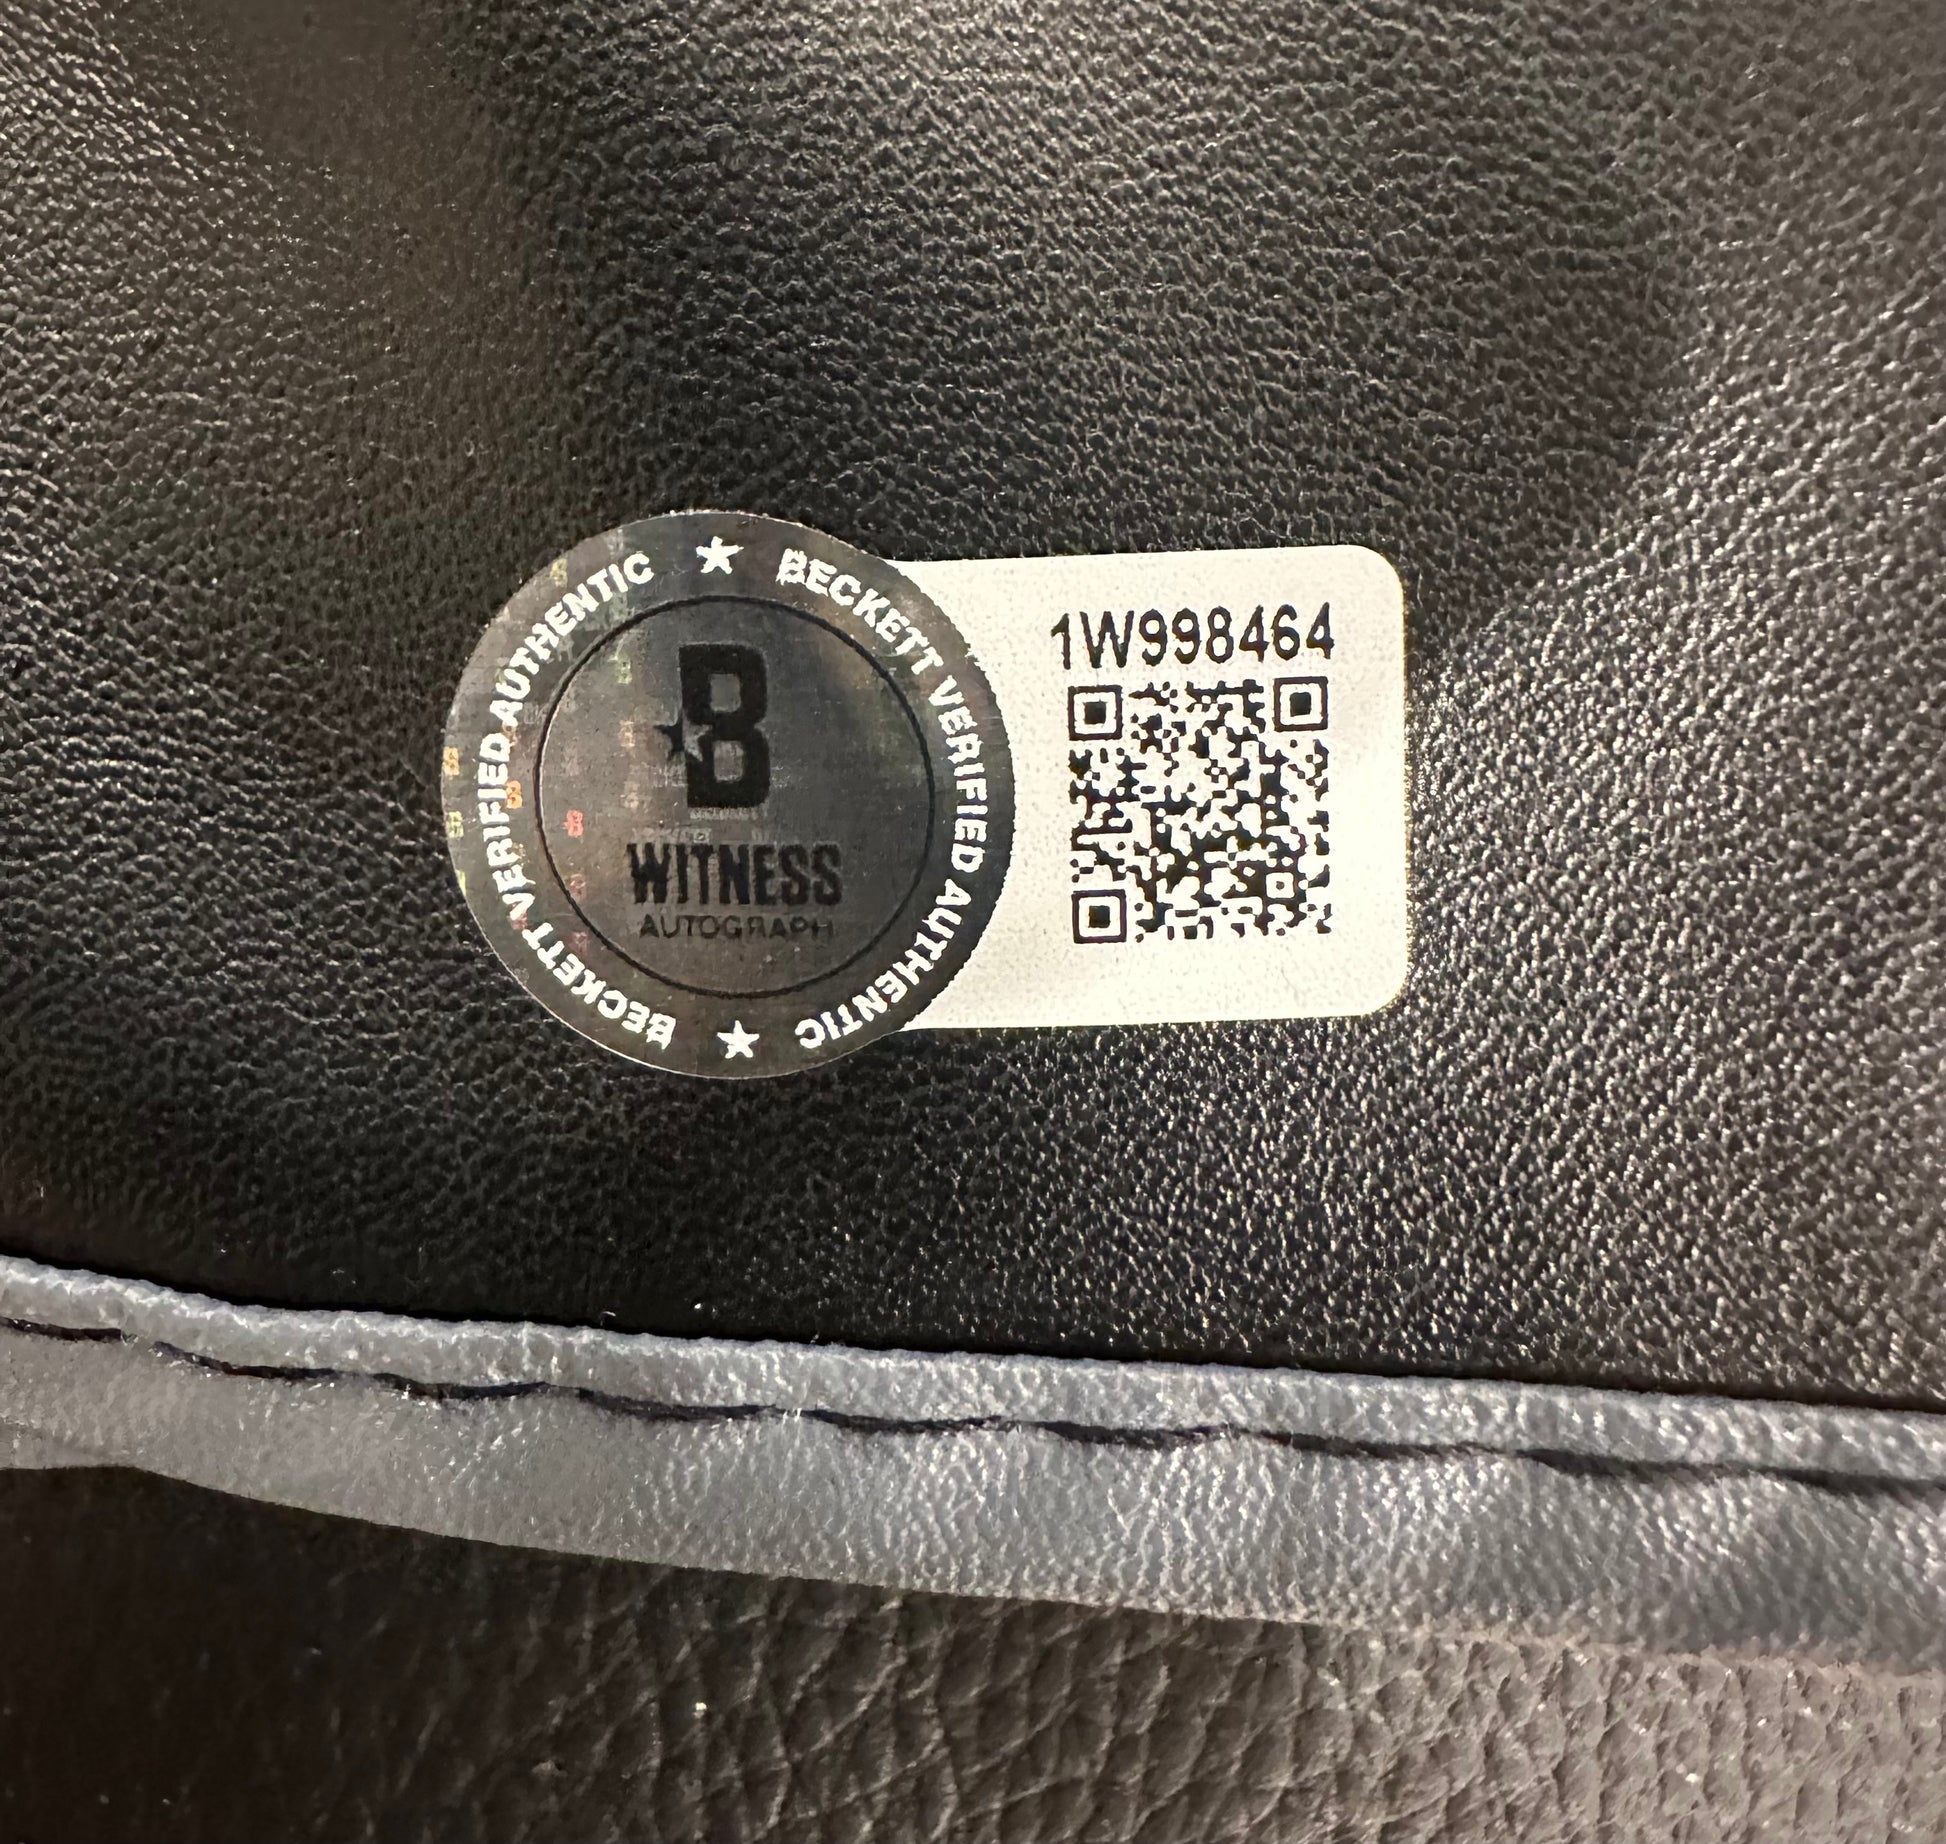 BECKETT VERIFIED AUTHENTIC ★ BECKETT VERIFIED AUTHENTIC ★
B
WITNESS
AUTOGRAPH
1W998464